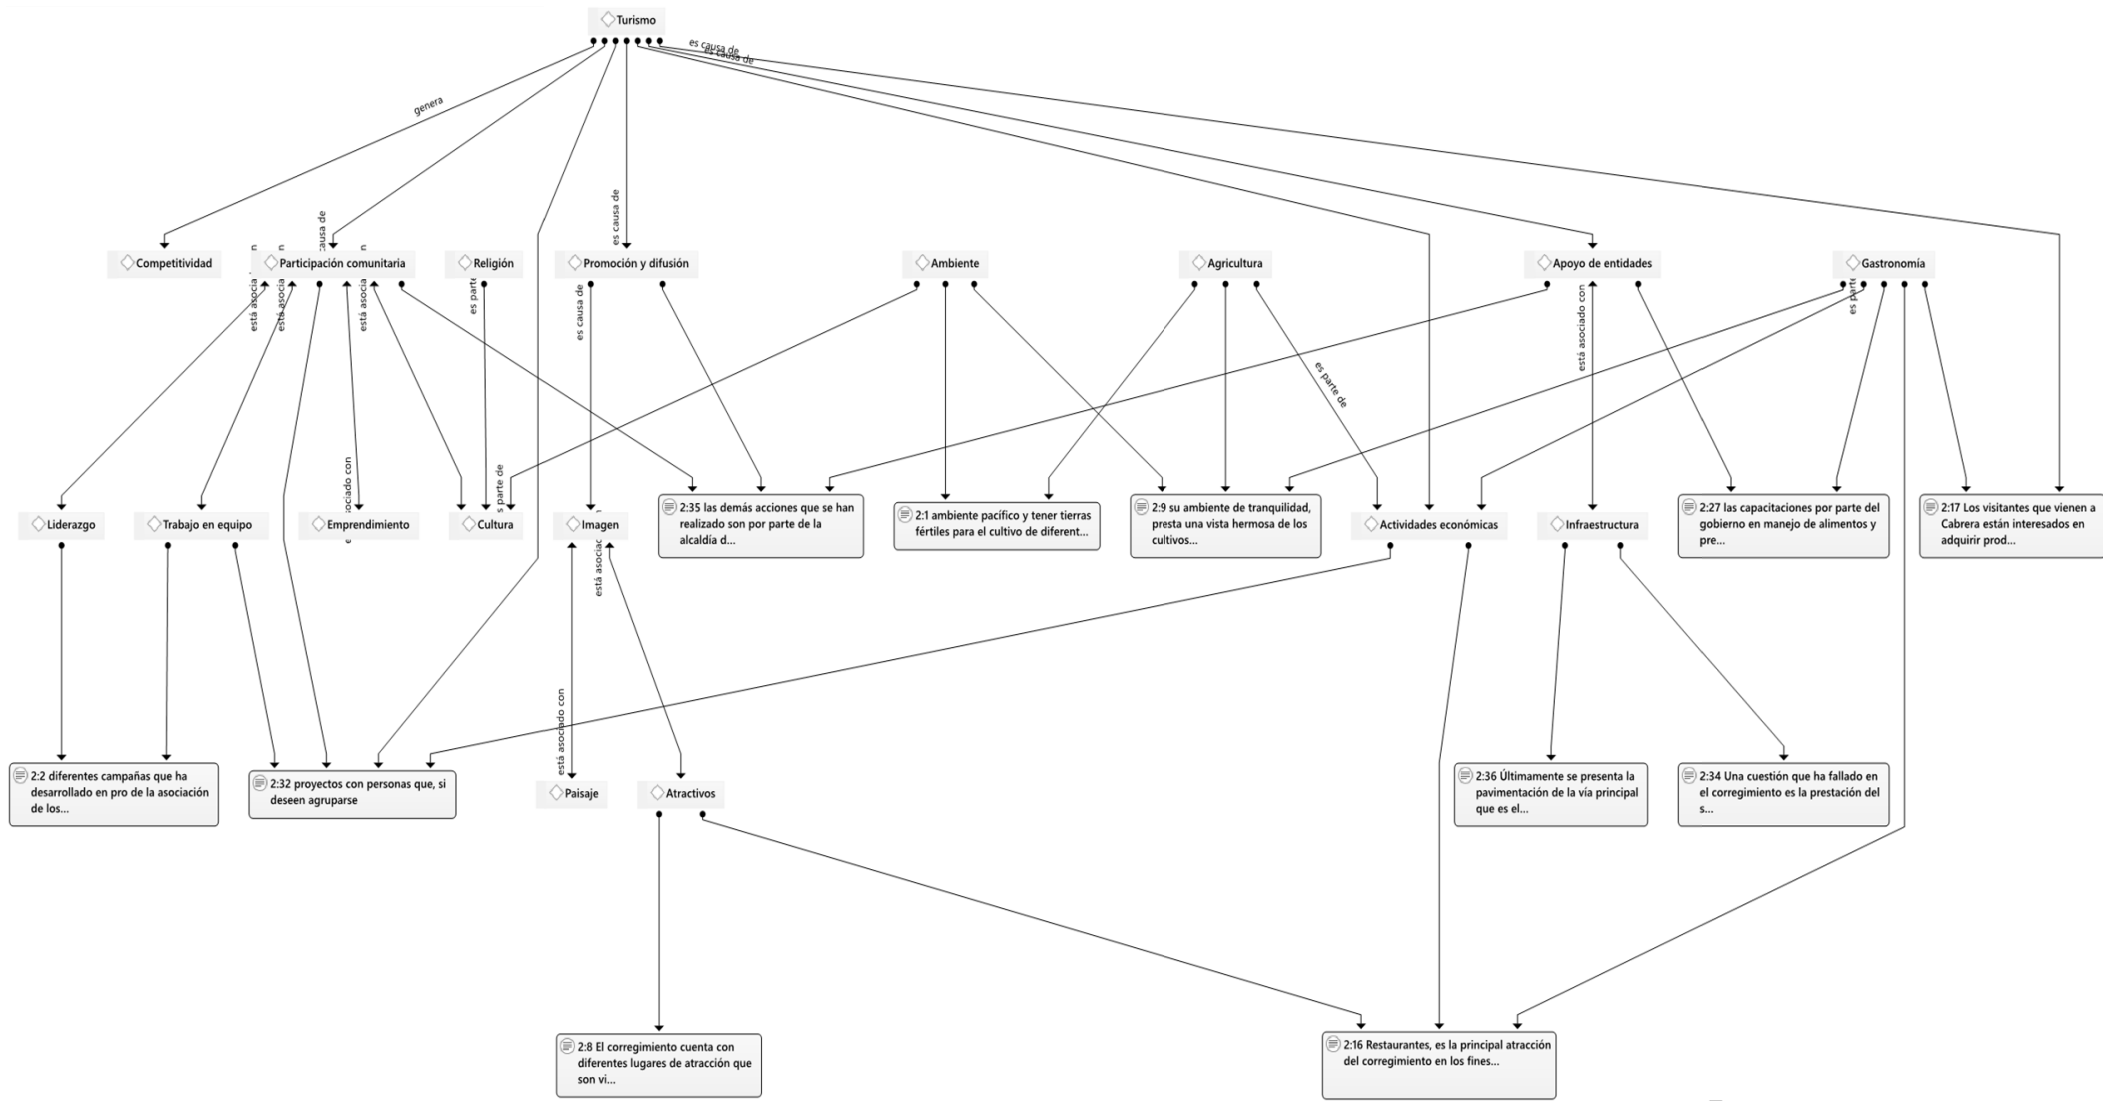 Turismo
es causa de
es causa de
genera
es causa de
causa de
Competitividad
Participación comunitaria
Religión
Promoción y difusión
Ambiente
Agricultura
Apoyo de entidades
Gastronomía
está
está
está
es parte
es causa de
está asociado con
es parte
es parte de
parte de
Liderazgo
Trabajo en equipo
Emprendimiento
Cultura
Imagen
2:35 las demás acciones que se han
realizado son por parte de la
alcaldía d...
2:1 ambiente pacífico y tener tierras
fértiles para el cultivo de diferent...
2:9 su ambiente de tranquilidad,
presta una vista hermosa de los
cultivos...
Actividades económicas
Infraestructura
2:27 las capacitaciones por parte del
gobierno en manejo de alimentos y
pre...
2:17 Los visitantes que vienen a
Cabrera están interesados en
adquirir prod...
está
está asociado con
2:2 diferentes campañas que ha
desarrollado en pro de la asociación
de los...
2:32 proyectos con personas que, si
deseen agruparse
Paisaje
Atractivos
2:36 Últimamente se presenta la
pavimentación de la vía principal
que es el...
2:34 Una cuestión que ha fallado en
el corregimiento es la prestación del
s...
2:8 El corregimiento cuenta con
diferentes lugares de atracción que
son vi...
2:16 Restaurantes, es la principal atracción
del corregimiento en los fines...